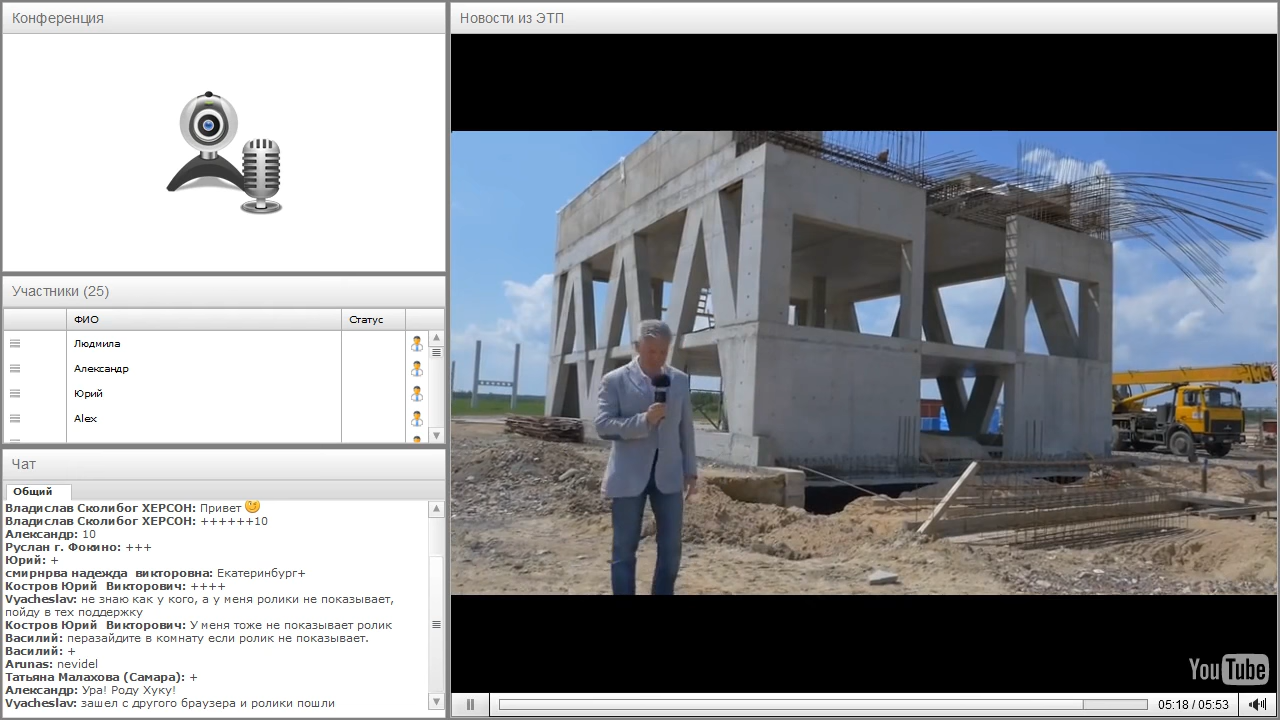 Конференция
Новости из ЭТП
Участники (25)
ФИО
Статус
Людмила
Александр
Юрий
Alex
Чат
Общий
Владислав Сколибог ХЕРСОН: Привет
Владислав Сколибог ХЕРСОН: ++++++10
Александр: 10
Руслан г. Фокино: +++
Юрий: +
смирнрва надежда викторовна: Екатеринбург+
Костров Юрий Викторович: ++++
Vyacheslav: не знаю как у кого, а у меня ролики не показывает,
пойду в тех поддержку
Костров Юрий Викторович: У меня тоже не показывает ролик
Василий: перазайдите в комнату если ролик не показывает.
Василий: +
Arunas: nevidel
Татьяна Малахова (Самара): +
Александр: Ура! Роду Хуку!
Vyacheslav: зашел с другого браузера и ролики пошли
YouTube
05:18 / 05:53